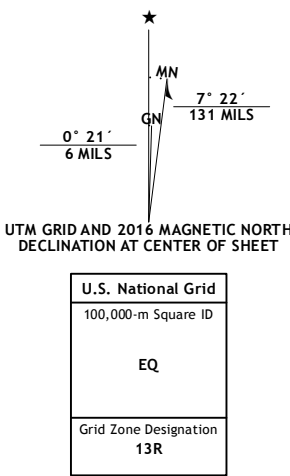 MN
GN
7° 22´
131 MILS
0° 21´
6 MILS
UTM GRID AND 2016 MAGNETIC NORTH
DECLINATION AT CENTER OF SHEET
U.S. National Grid
100,000-m Square ID
EQ
Grid Zone Designation
13R